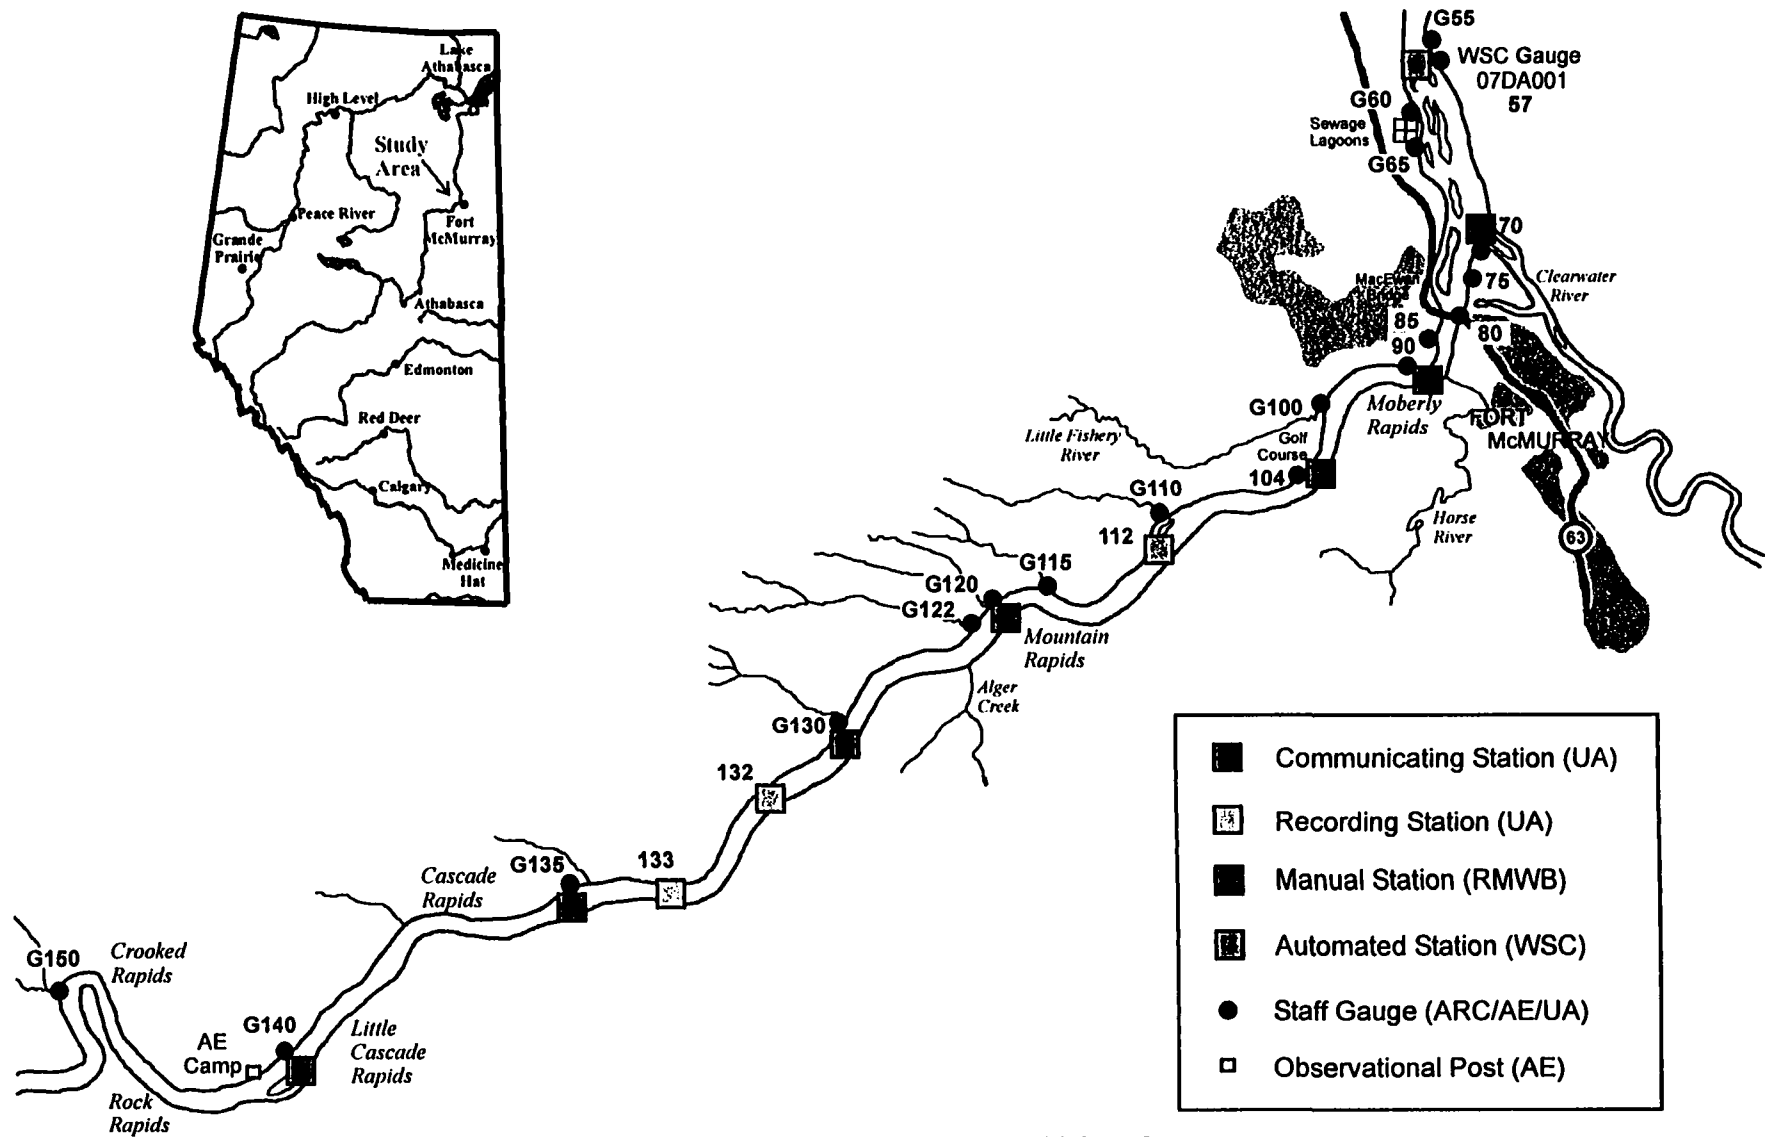 Lake
Athabasca
High Level
Study
Area
Peace River
Fort
McMurray
Grande
Prairie
Athabasca
Edmonton
Red Deer
Calgary
Medicine
Hat
G55
WSC Gauge
07DA001
57
G60
Sewage
Lagoons
G65
70
Clearwater
River
75
MacEwan
Bridge
85
80
90
Moberly
Rapids
FORT
McMURRAY
G100
Golf
Course
Little Fishery
River
104
G110
112
Horse
River
63
G115
G120
G122
Mountain
Rapids
Alger
Creek
G130
132
133
G135
Cascade
Rapids
Crooked
Rapids
G150
G140
AE
Camp
Little
Cascade
Rapids
Rock
Rapids
Communicating Station (UA)
Recording Station (UA)
Manual Station (RMWB)
Automated Station (WSC)
Staff Gauge (ARC/AE/UA)
Observational Post (AE)